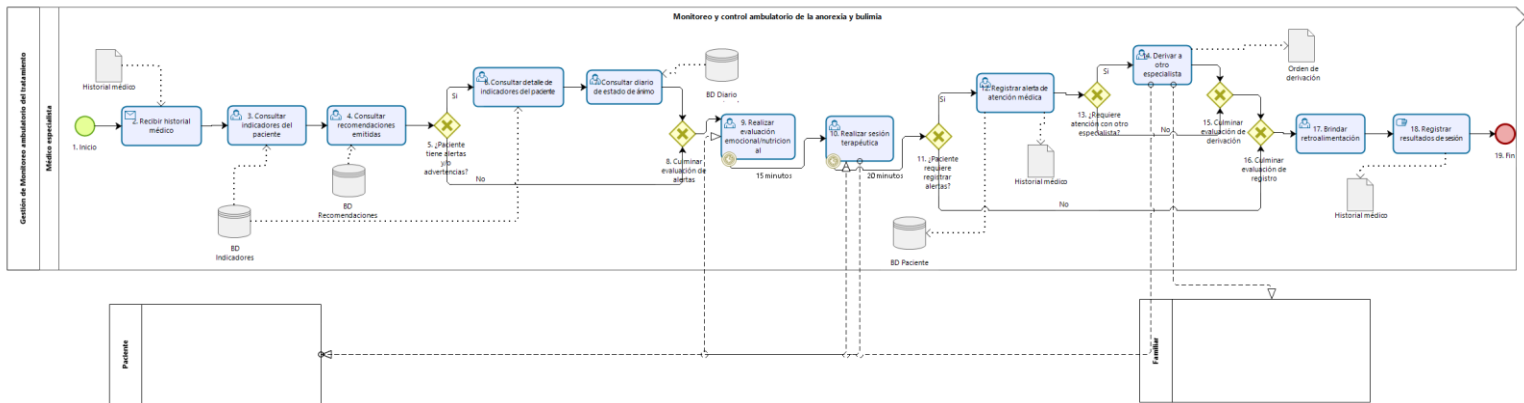 Monitoreo y control ambulatorio de la anorexia y bulimia
Gestión de Monitoreo ambulatorio del tratamiento
Médico especialista
Historial médico
1. Inicio
2. Recibir historial
médico
3. Consultar
indicadores del
paciente
BD
Indicadores
4. Consultar
recomendaciones
emitidas
BD
Recomendaciones
5. ¿Paciente
tiene alertas
y/o
advertencias?
Si
No
6. Consultar detalle de
indicadores del paciente
Consultar diario
de estado de ánimo
BD Diario
8. Culminar
evaluación de
alertas
9. Realizar
evaluación
emocional/nutricional
15 minutos
10. Realizar sesión
terapéutica
20 minutos
11. ¿Paciente
requiere
registrar
alertas?
Si
No
12. Registrar alerta de
atención médica
Historial médico
BD Paciente
13. ¿Requiere
atención con otro
especialista?
Si
No
14. Derivar a
otro
especialista
Orden de
derivación
15. Culminar
evaluación de
derivación
16. Culminar
evaluación de
registro
17. Brindar
retroalimentación
18. Registrar
resultados de sesión
Historial médico
19. Fin
Paciente
Familiar